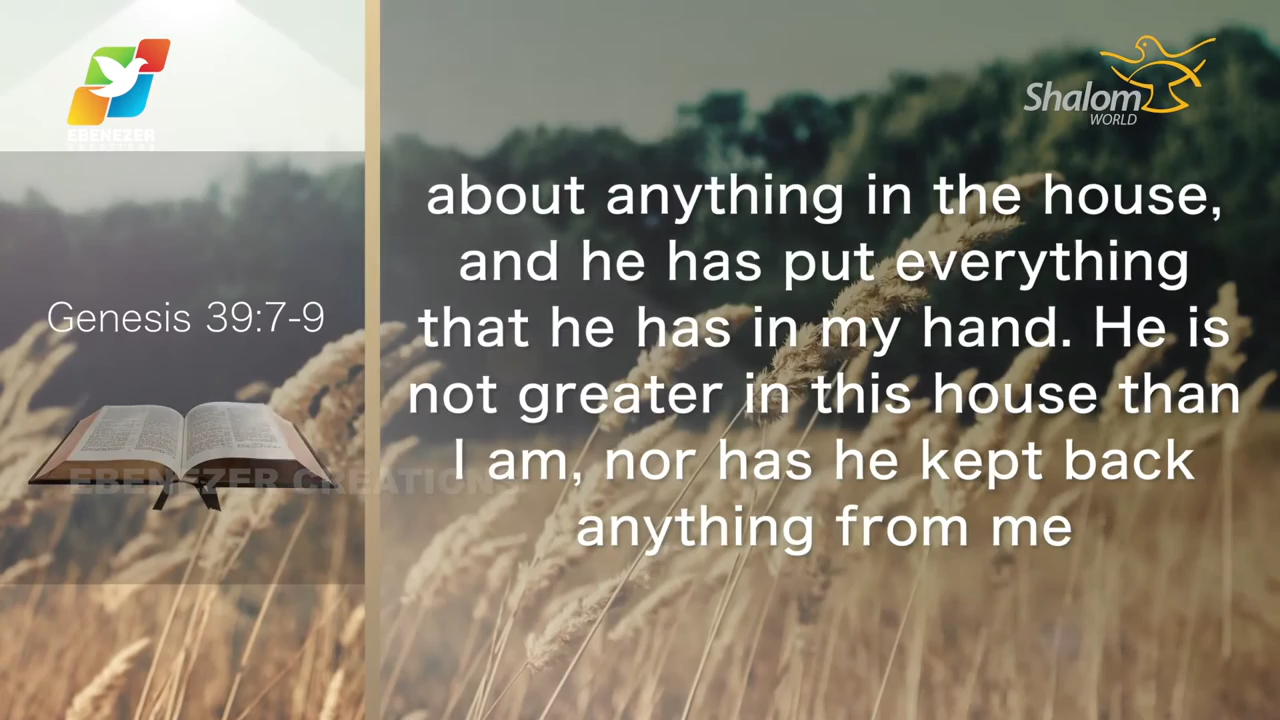 EBENEZER
Shalom
WORLD
Genesis 39:7-9
EBENEZER CREATIONS
about anything in the house,
and he has put everything
that he has in my hand. He is
not greater in this house than
I am, nor has he kept back
anything from me